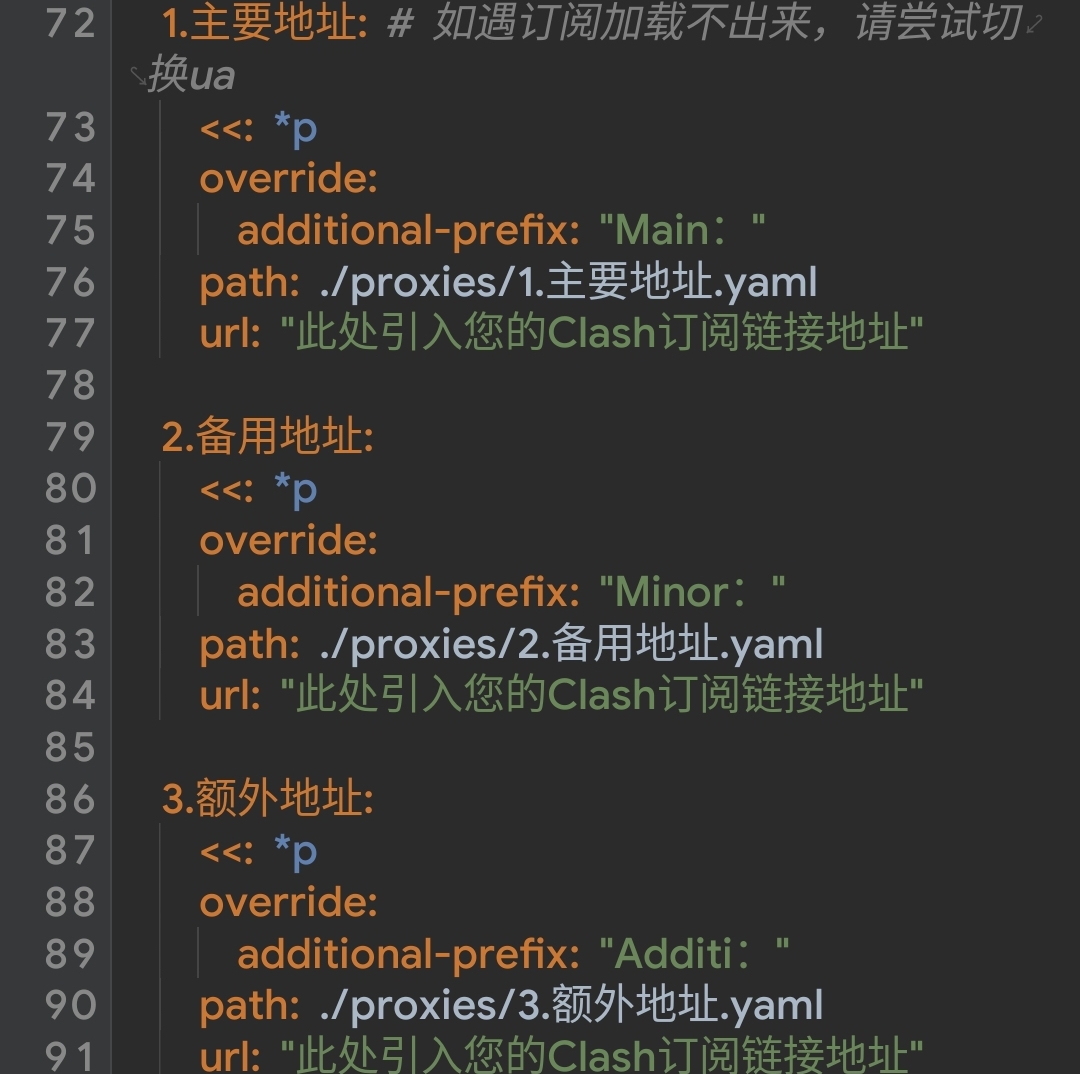 72 1.主要地址: # 如遇订阅加载不出来，请尝试切
换ua
73 <<: *p
74 override:
75 additional-prefix: "Main："
76 path: ./proxies/1.主要地址.yaml
77 url: "此处引入您的Clash订阅链接地址"
78
79 2.备用地址:
80 <<: *p
81 override:
82 additional-prefix: "Minor："
83 path: ./proxies/2.备用地址.yaml
84 url: "此处引入您的Clash订阅链接地址"
85
86 3.额外地址:
87 <<: *p
88 override:
89 additional-prefix: "Additi："
90 path: ./proxies/3.额外地址.yaml
91 url: "此处引入您的Clash订阅链接地址"